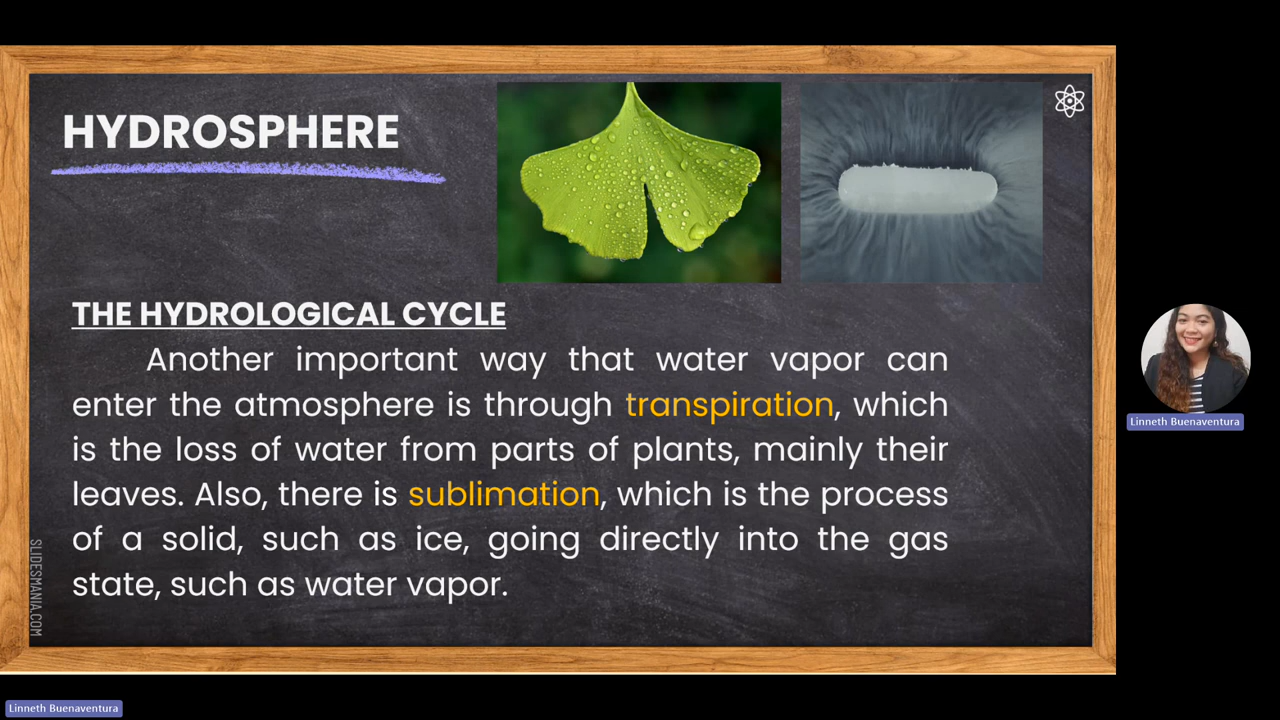 HYDROSPHERE
THE HYDROLOGICAL CYCLE
Another important way that water vapor can
enter the atmosphere is through transpiration, which
is the loss of water from parts of plants, mainly their
leaves. Also, there is sublimation, which is the process
of a solid, such as ice, going directly into the gas
state, such as water vapor.
SLIDESMANIA.COM
Linneth Buenaventura
Linneth Buenaventura